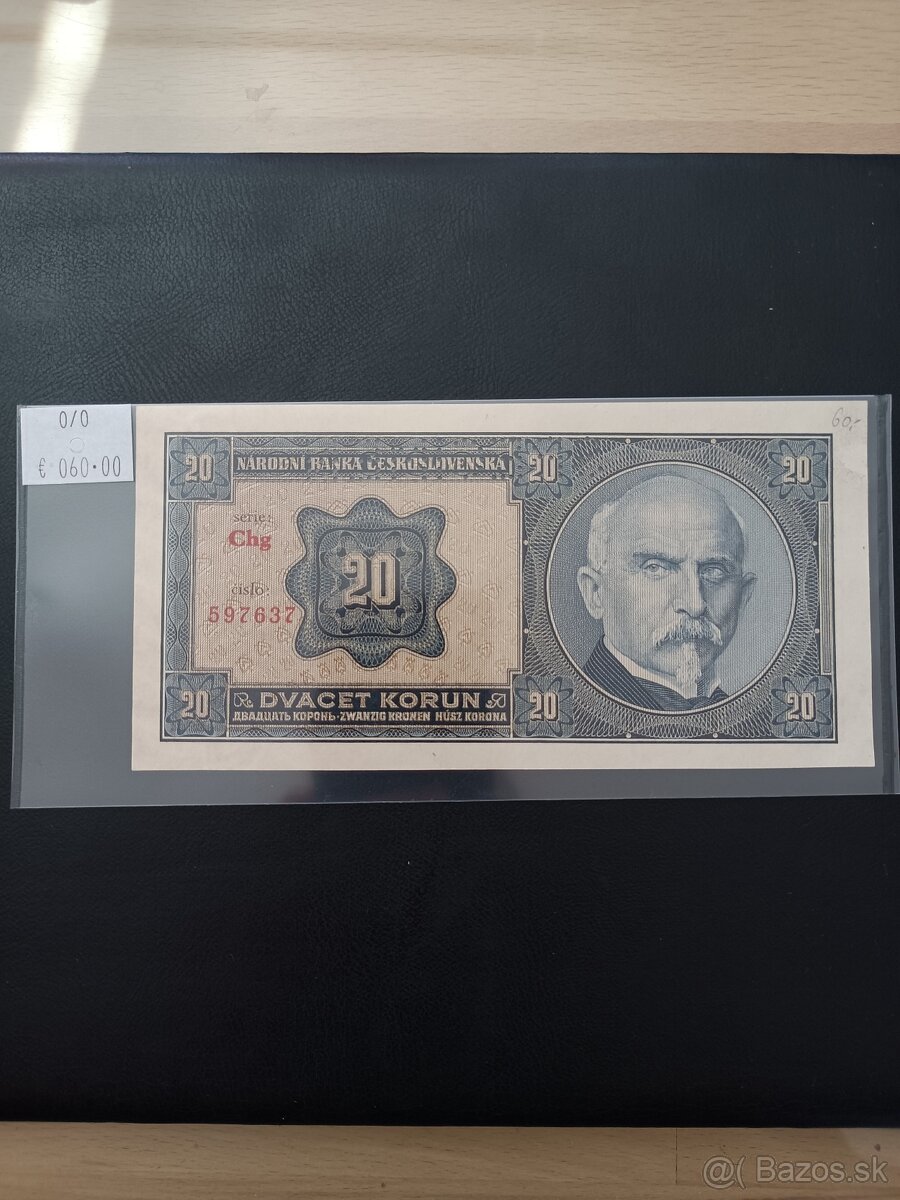 0/0
€ 060.00
60,-
20 NÁRODNÍ BANKA ČESKOSLOVENSKÁ 20 20
serie:
Chg
číslo:
597637
20
20 DVACET KORUN 20 20
ДВАДЦАТЬ КОРОНЬ·ZWANZIG KRONEN HÚSZ KORONA
@( Bazos.sk